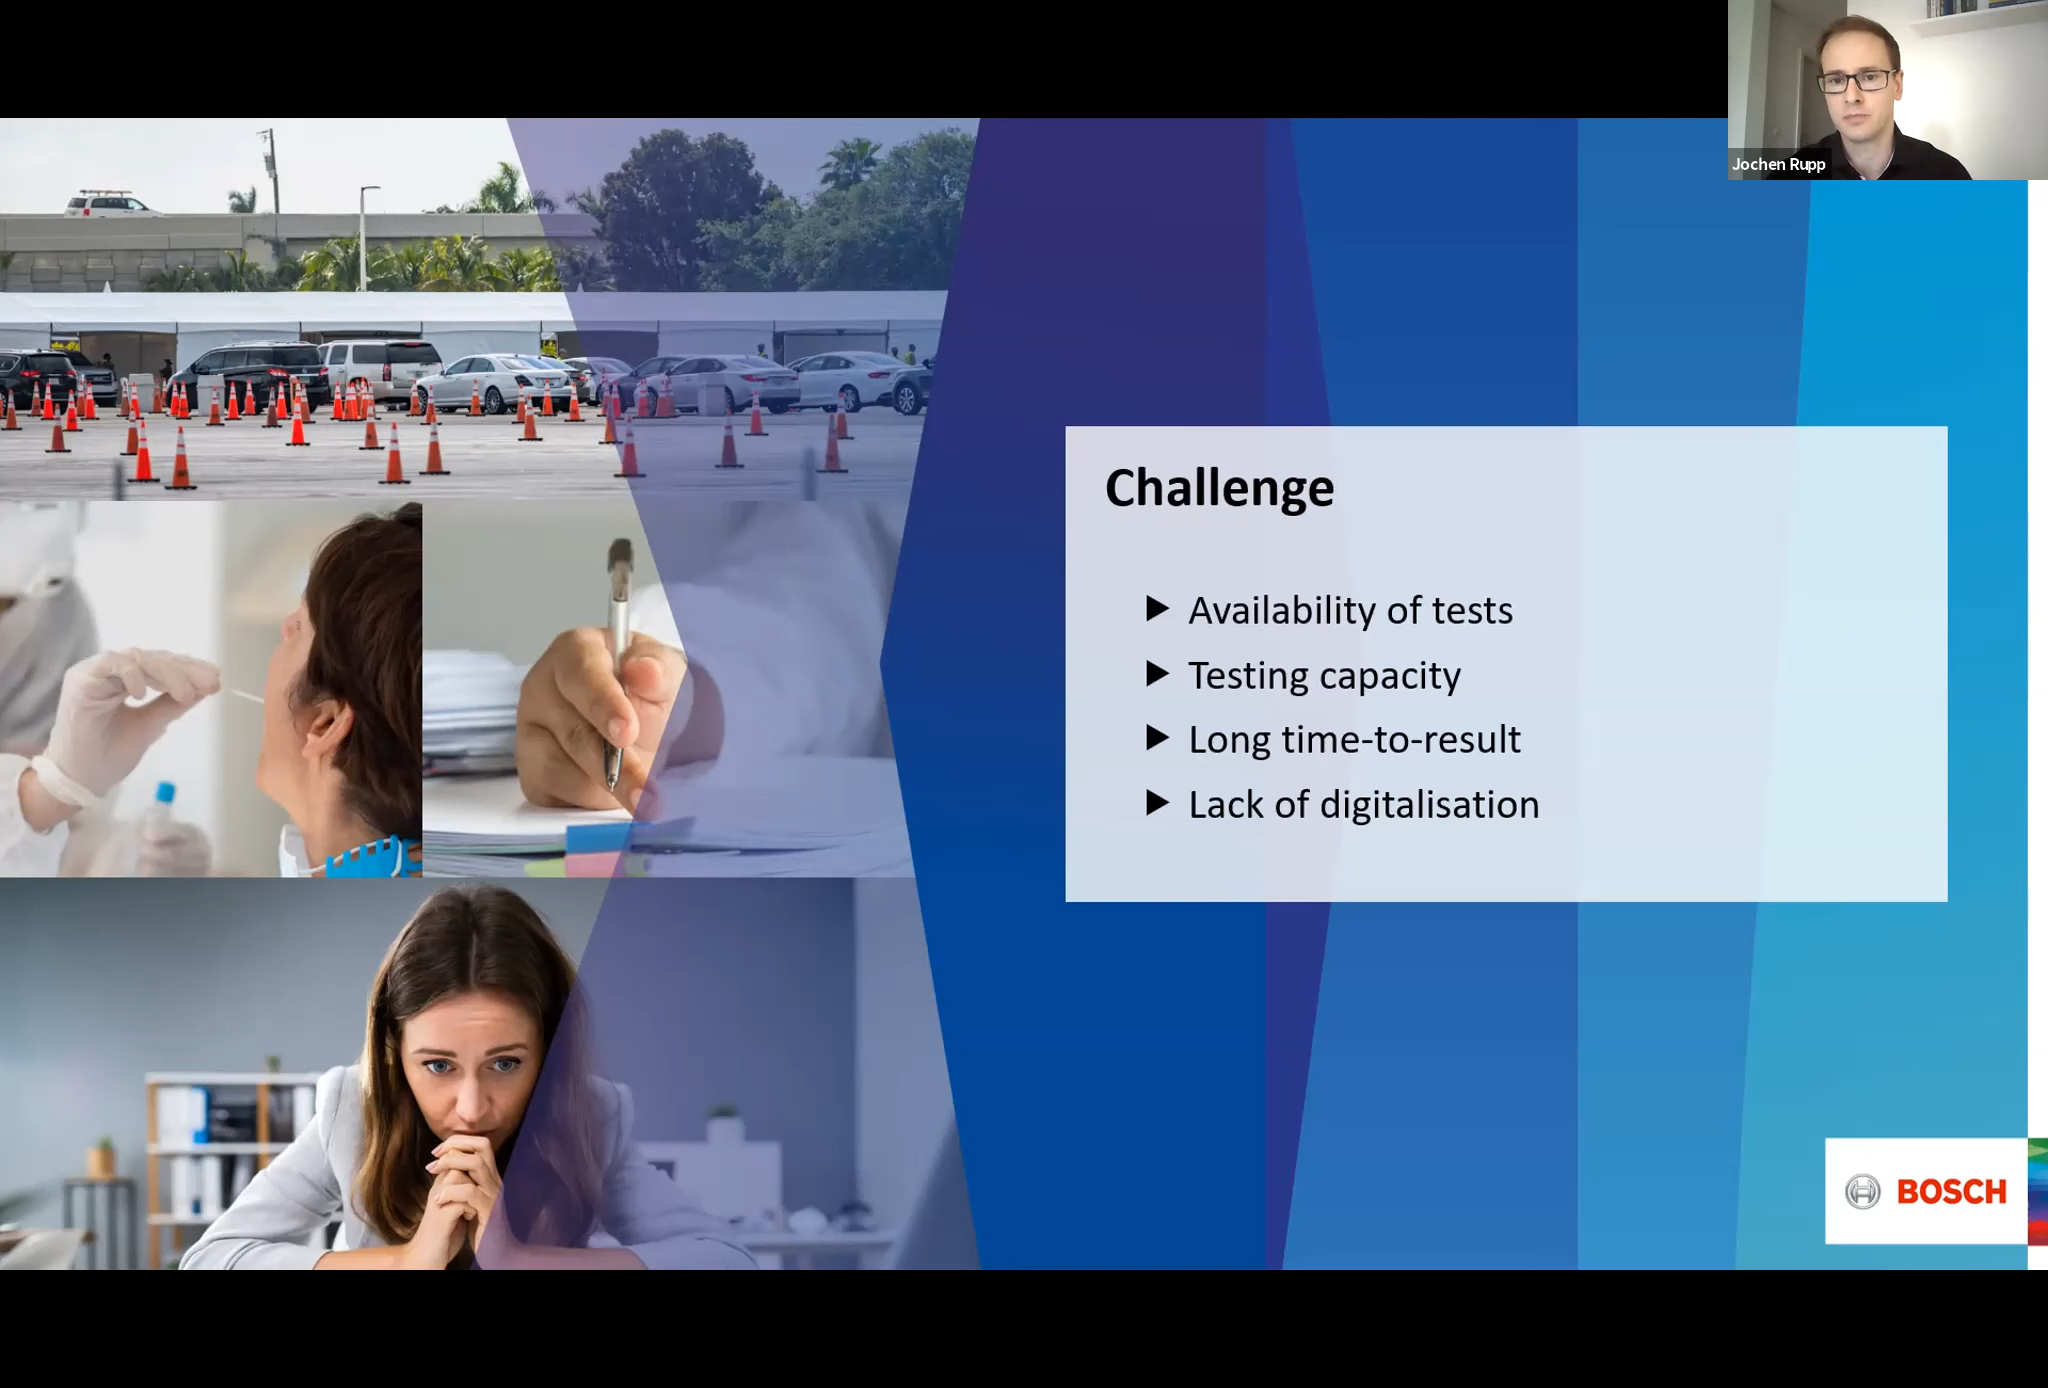 Jochen Rupp
Challenge
Availability of tests
Testing capacity
Long time-to-result
Lack of digitalisation
BOSCH